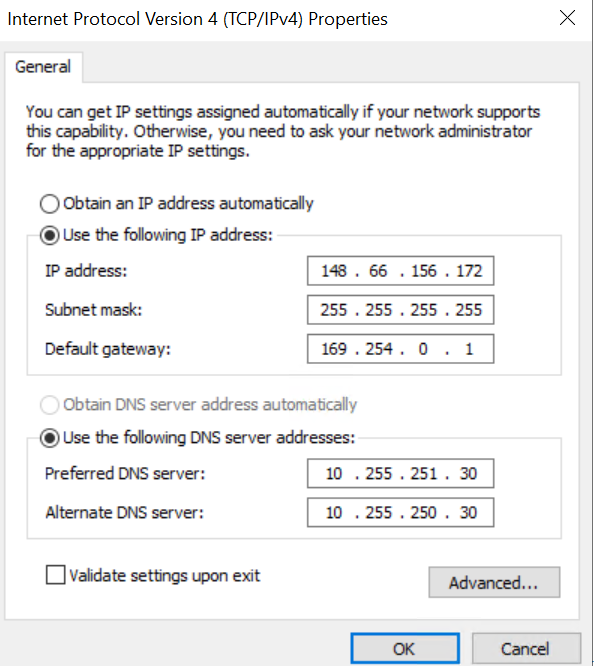 Internet Protocol Version 4 (TCP/IPv4) Properties
General
You can get IP settings assigned automatically if your network supports
this capability. Otherwise, you need to ask your network administrator
for the appropriate IP settings.
Obtain an IP address automatically
Use the following IP address:
IP address: 148 . 66 . 156 . 172
Subnet mask: 255 . 255 . 255 . 255
Default gateway: 169 . 254 . 0 . 1
Obtain DNS server address automatically
Use the following DNS server addresses:
Preferred DNS server: 10 . 255 . 251 . 30
Alternate DNS server: 10 . 255 . 250 . 30
Validate settings upon exit
Advanced...
OK Cancel